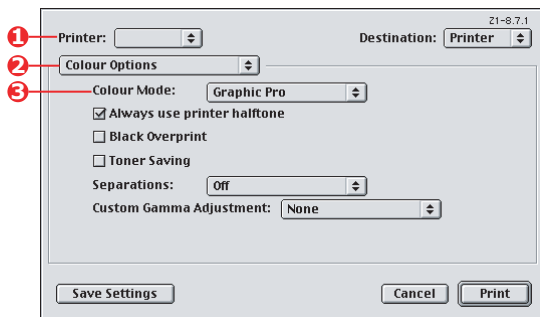 Z1-8.7.1
1 Printer: Destination: Printer
2 Colour Options
3 Colour Mode: Graphic Pro
Always use printer halftone
Black Overprint
Toner Saving
Separations: Off
Custom Gamma Adjustment: None
Save Settings Cancel Print